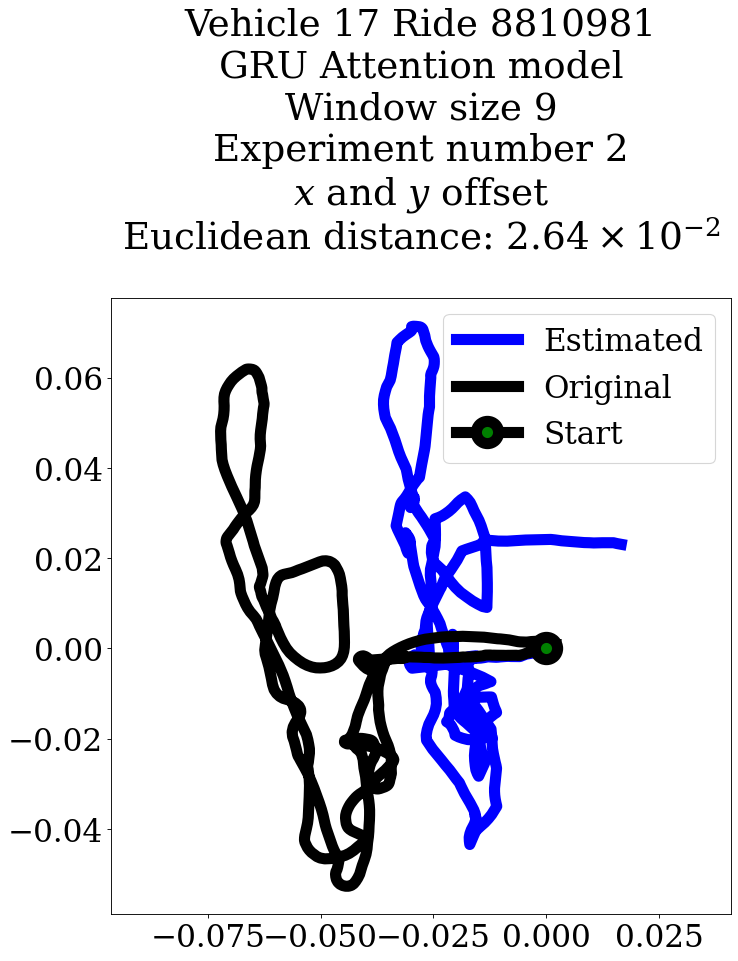 Vehicle 17 Ride 8810981
GRU Attention model
Window size 9
Experiment number 2
x and y offset
Euclidean distance: 2.64 × 10⁻²
Estimated
Original
Start
0.06
0.04
0.02
0.00
−0.02
−0.04
−0.075 −0.050 −0.025 0.000 0.025